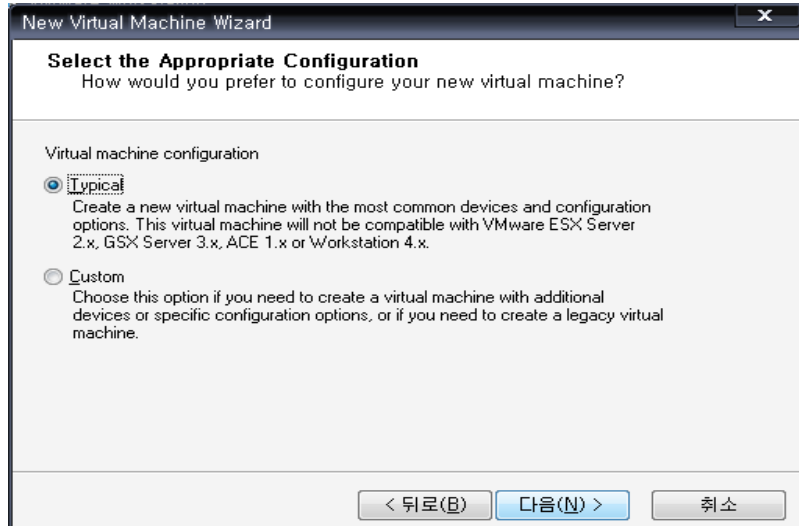 New Virtual Machine Wizard
x
Select the Appropriate Configuration
How would you prefer to configure your new virtual machine?
Virtual machine configuration
Typical
Create a new virtual machine with the most common devices and configuration
options. This virtual machine will not be compatible with VMware ESX Server
2.x, GSX Server 3.x, ACE 1.x or Workstation 4.x.
Custom
Choose this option if you need to create a virtual machine with additional
devices or specific configuration options, or if you need to create a legacy virtual
machine.
< 뒤로(B) 다음(N) > 취소